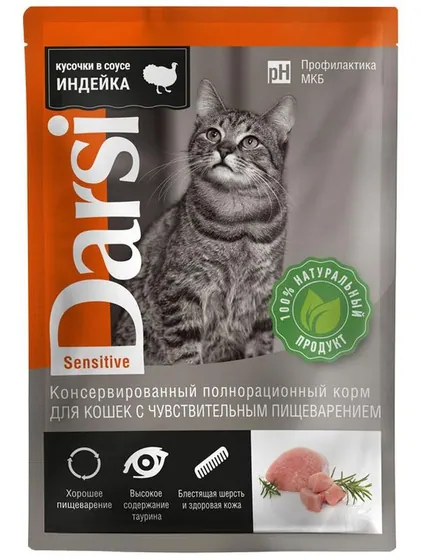 кусочки в соусе
ИНДЕЙКА
pH
Профилактика
МКБ
Darsi
Sensitive
100% НАТУРАЛЬНЫЙ
ПРОДУКТ
Консервированный полнорационный корм
ДЛЯ КОШЕК С ЧУВСТВИТЕЛЬНЫМ ПИЩЕВАРЕНИЕМ
Хорошее
пищеварение
Высокое
содержание
таурина
Блестящая шерсть
и здоровая кожа